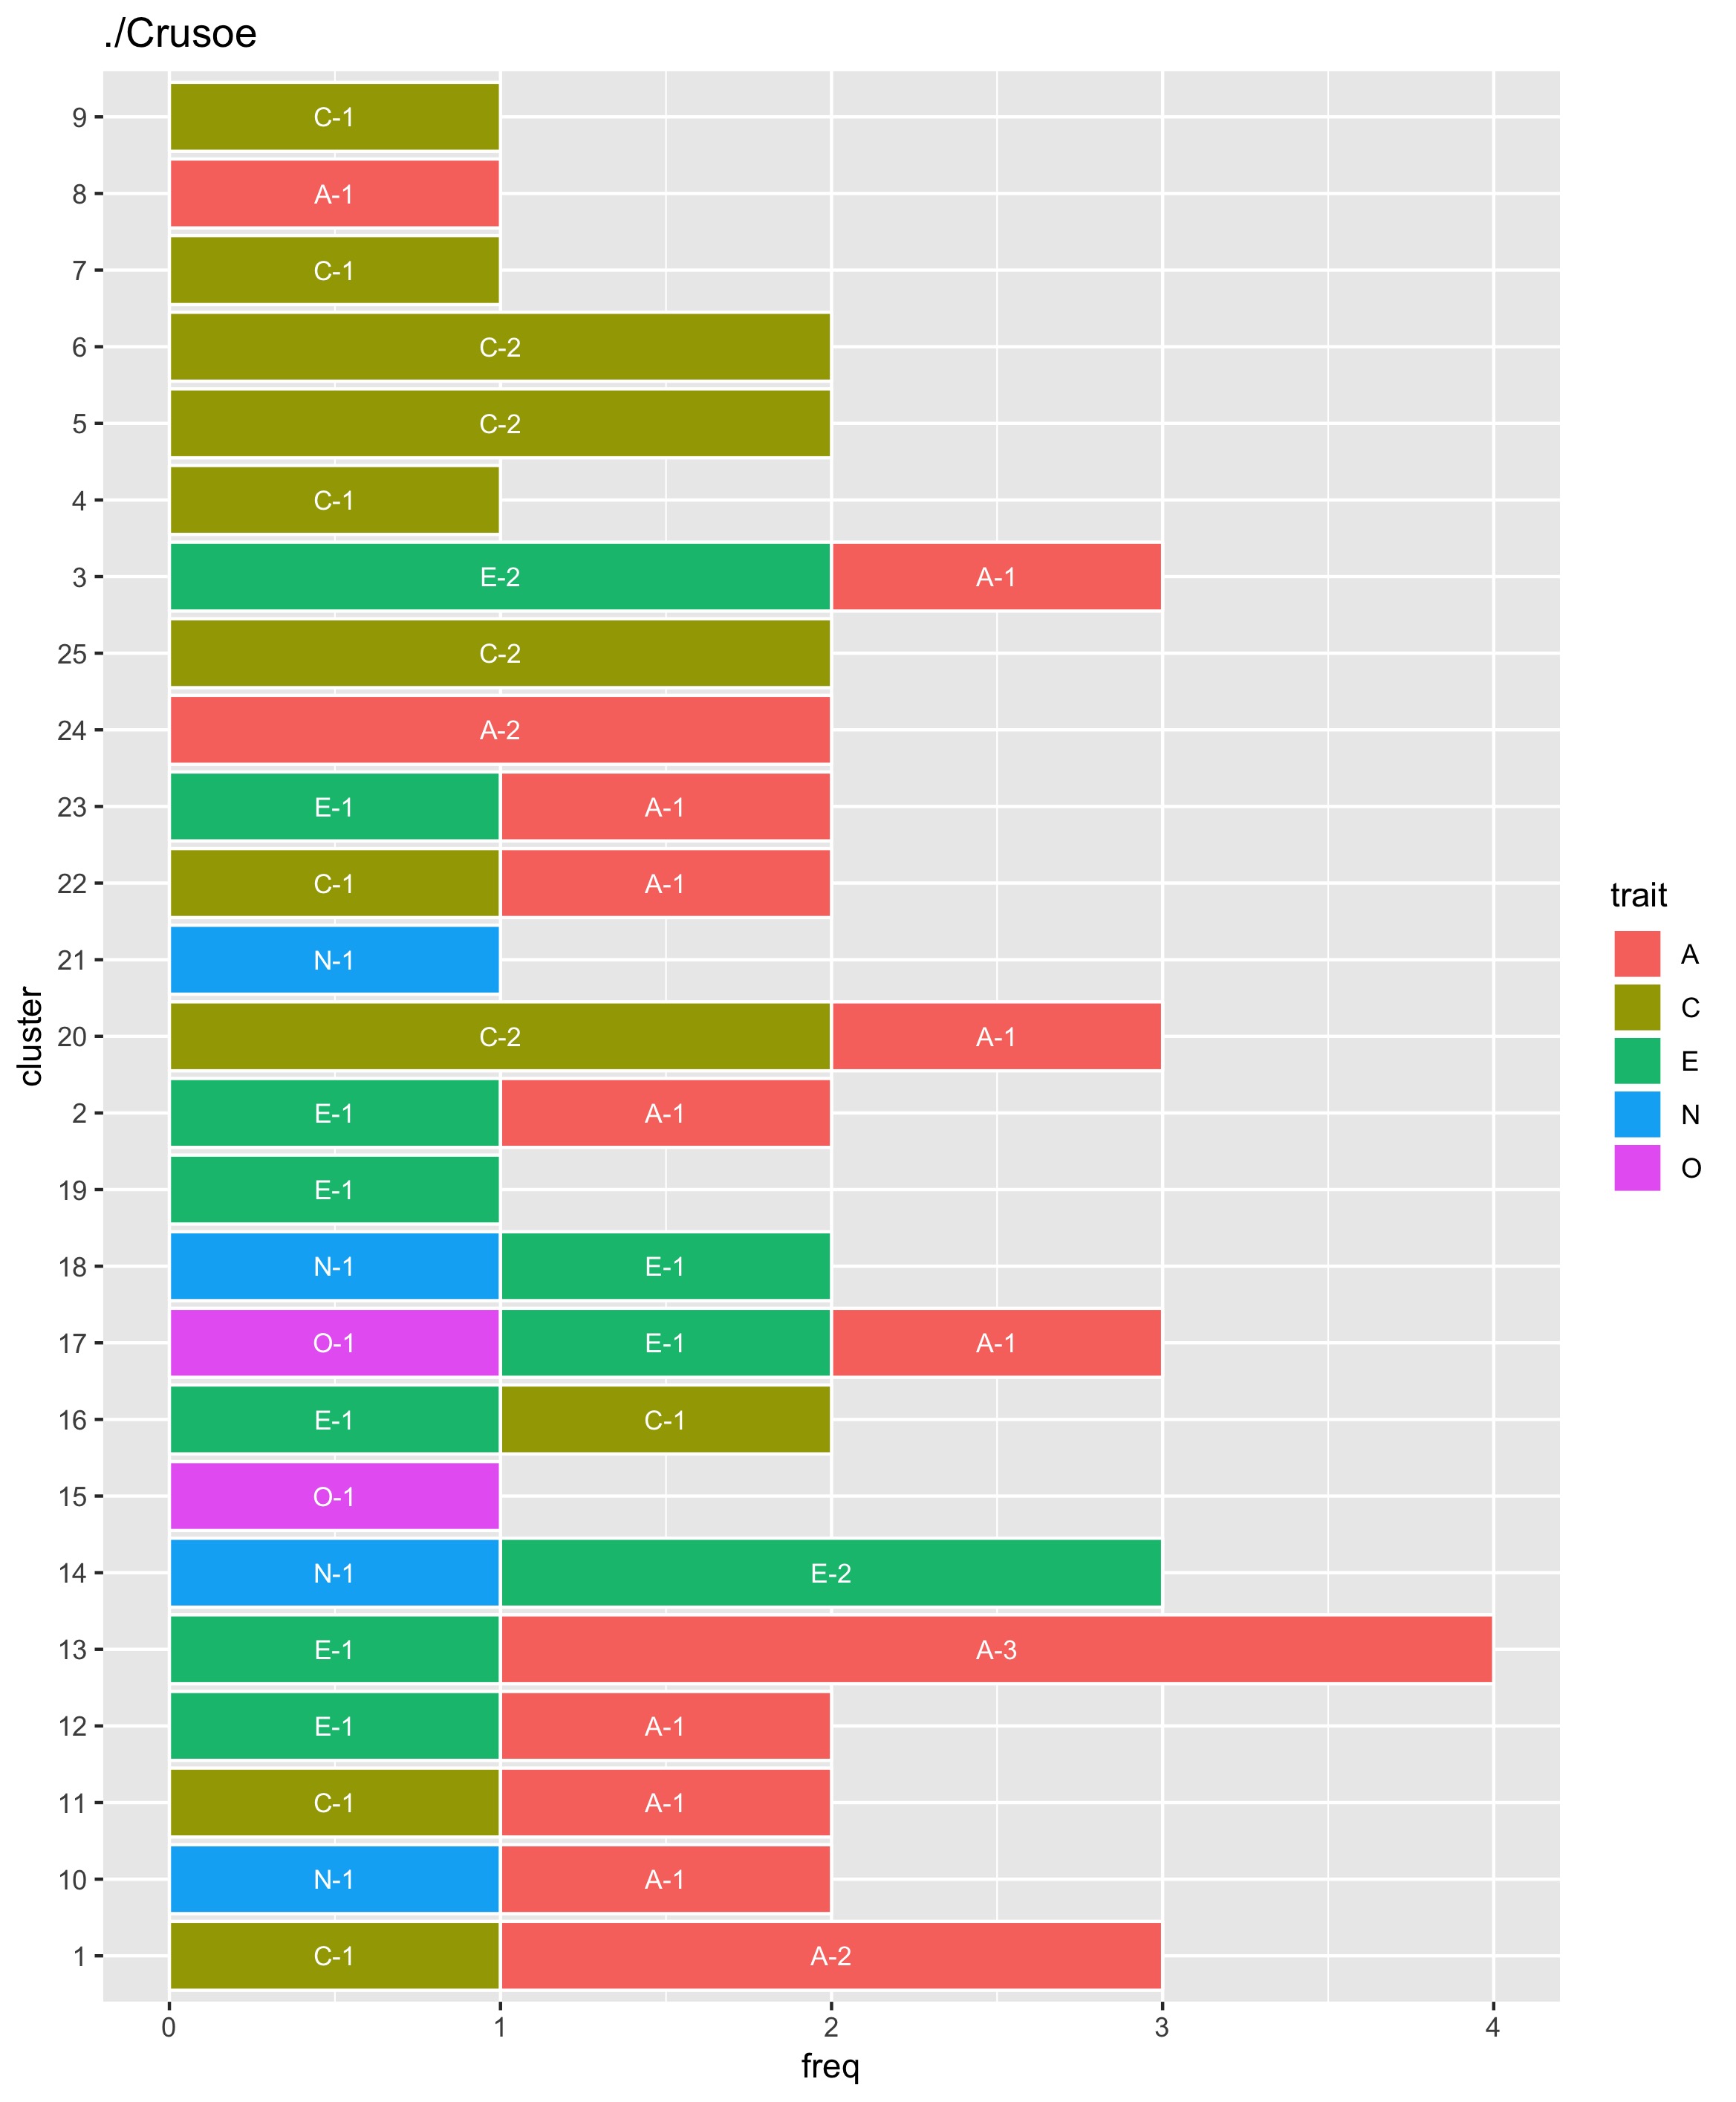 ./Crusoe
9 C-1
8 A-1
7 C-1
6 C-2
5 C-2
4 C-1
3 E-2 A-1
25 C-2
24 A-2
23 E-1 A-1
22 C-1 A-1
21 N-1
20 C-2 A-1
2 E-1 A-1
19 E-1
18 N-1 E-1
17 O-1 E-1 A-1
16 E-1 C-1
15 O-1
14 N-1 E-2
13 E-1 A-3
12 E-1 A-1
11 C-1 A-1
10 N-1 A-1
1 C-1 A-2
0 1 2 3 4
freq
cluster
trait
A
C
E
N
O